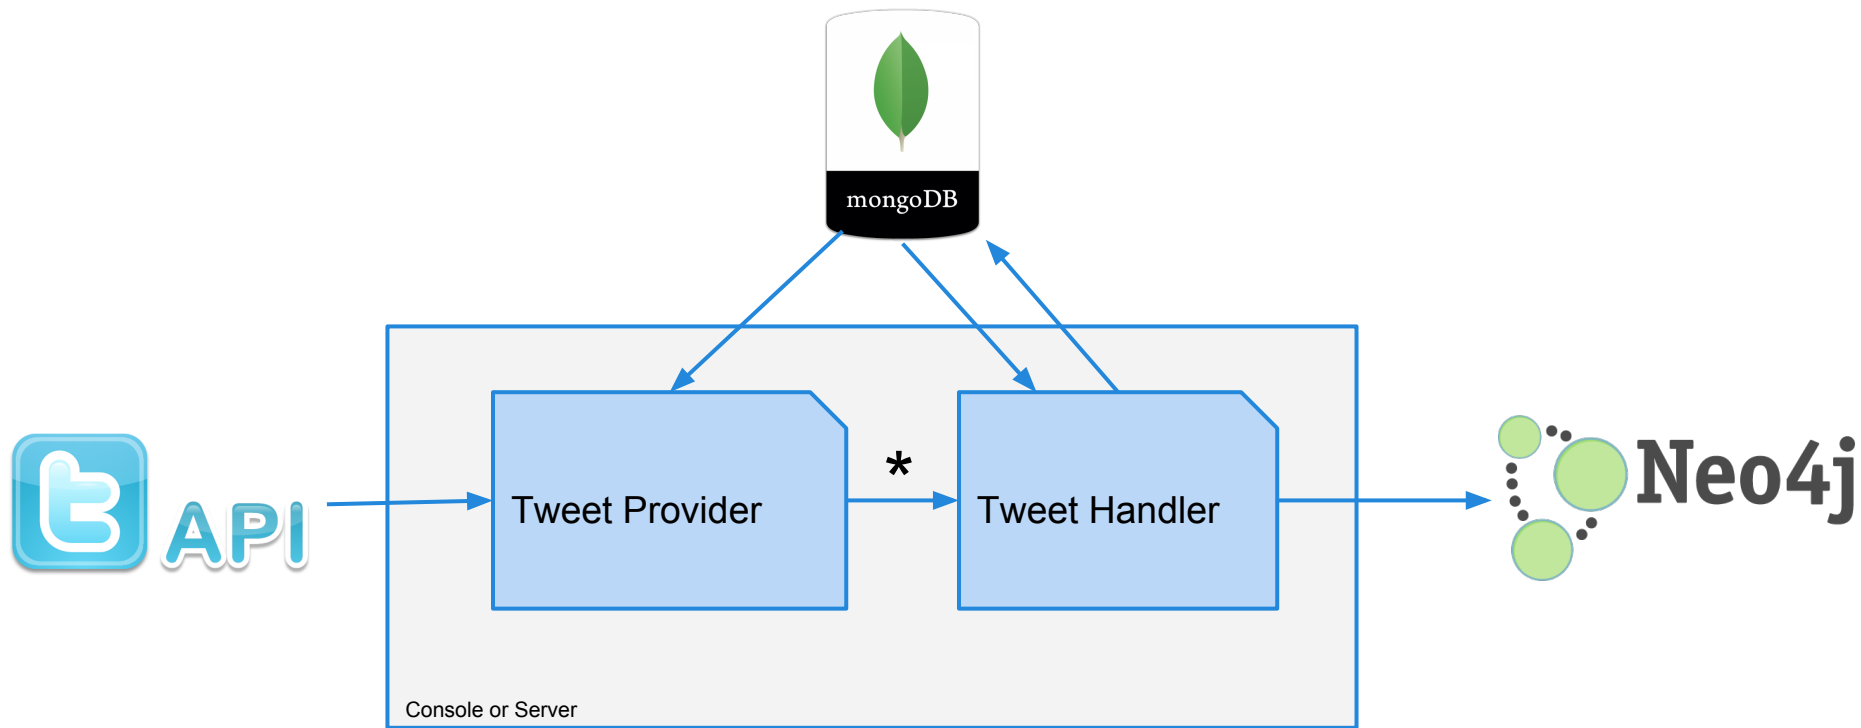 mongoDB
t API
*
Tweet Provider
Tweet Handler
Neo4j
Console or Server